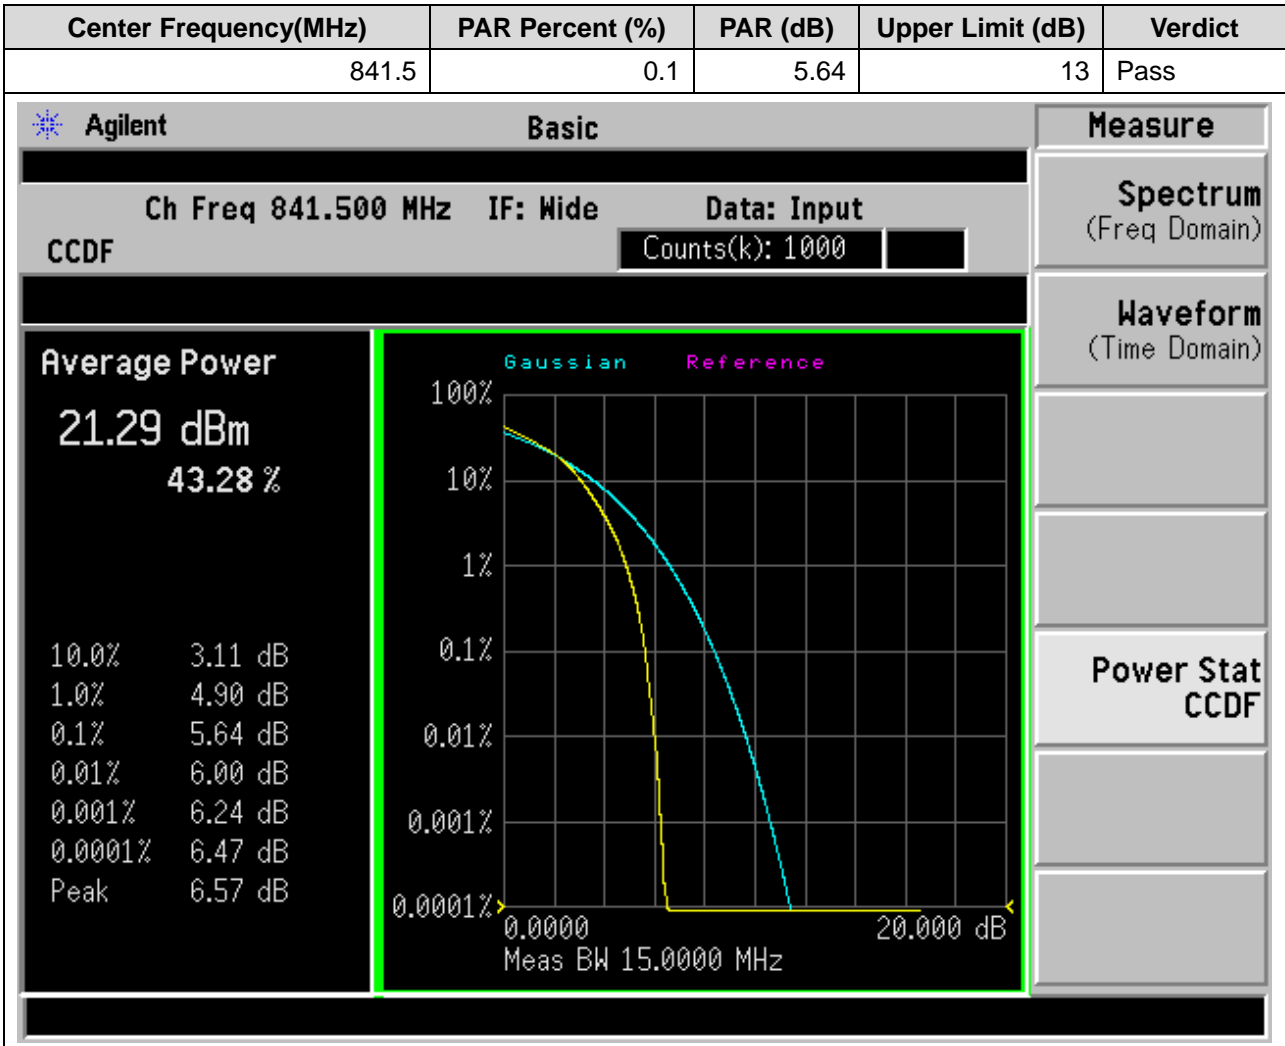 Center Frequency(MHz) PAR Percent (%) PAR (dB) Upper Limit (dB) Verdict
841.5 0.1 5.64 13 Pass
Agilent Basic Measure
Ch Freq 841.500 MHz IF: Wide Data: Input
CCDF Counts(k): 1000
Spectrum
(Freq Domain)
Waveform
(Time Domain)
Power Stat
CCDF
Average Power
21.29 dBm
43.28 %
10.0% 3.11 dB
1.0% 4.90 dB
0.1% 5.64 dB
0.01% 6.00 dB
0.001% 6.24 dB
0.0001% 6.47 dB
Peak 6.57 dB
Gaussian Reference
100%
10%
1%
0.1%
0.01%
0.001%
0.0001%
0.0000 20.000 dB
Meas BW 15.0000 MHz